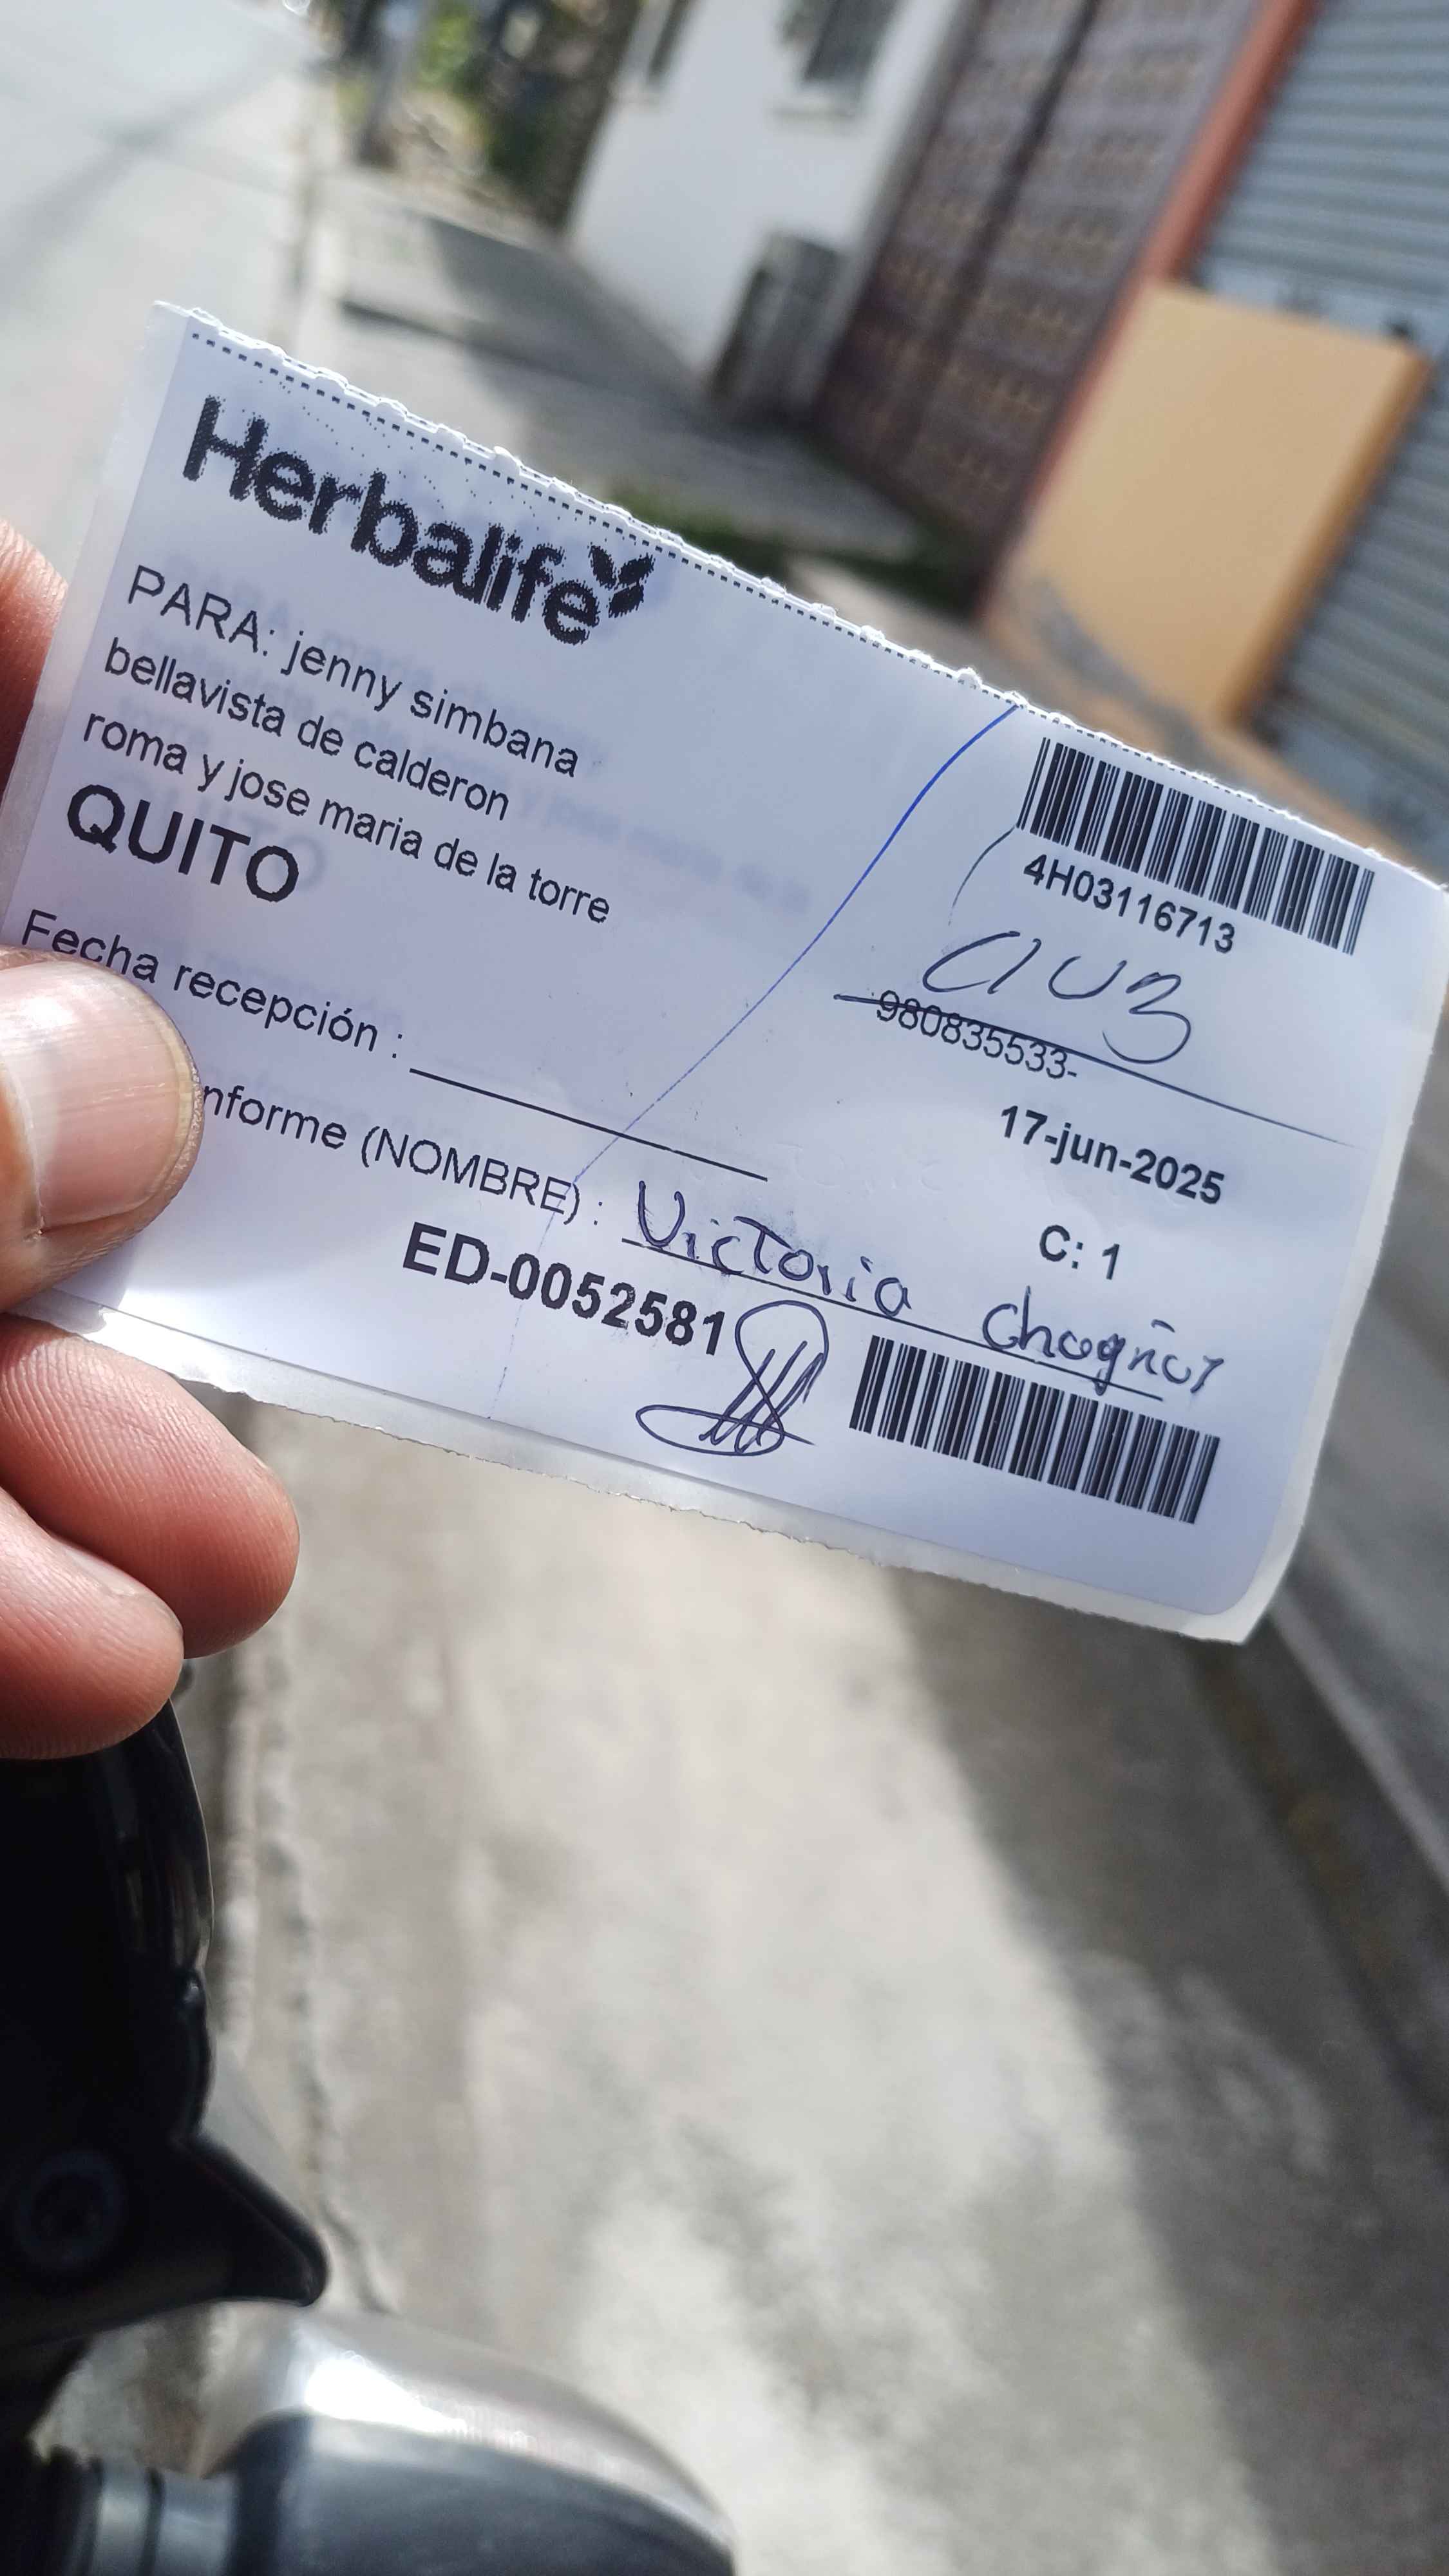 Herbalife
PARA: jenny simbana
bellavista de calderon
roma y jose maria de la torre
QUITO
4H03116713
980835533-
17-jun-2025
Fecha recepción :
nforme (NOMBRE) : Victoria
C: 1
ED-0052581